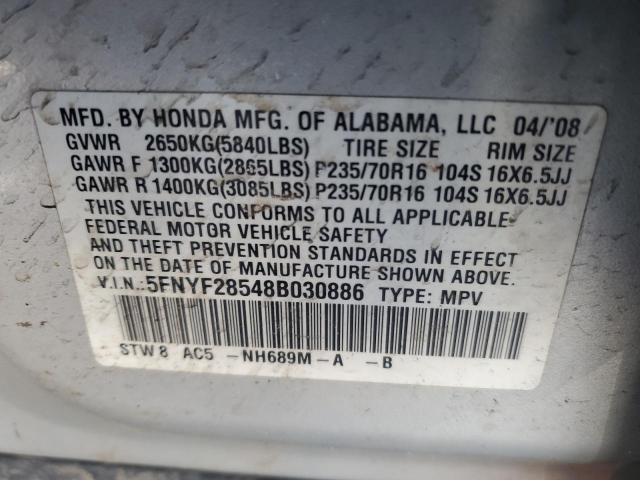 MFD. BY HONDA MFG. OF ALABAMA, LLC 04/'08
GVWR 2650KG(5840LBS) TIRE SIZE RIM SIZE
GAWR F 1300KG(2865LBS) P235/70R16 104S 16X6.5JJ
GAWR R 1400KG(3085LBS) P235/70R16 104S 16X6.5JJ
THIS VEHICLE CONFORMS TO ALL APPLICABLE
FEDERAL MOTOR VEHICLE SAFETY
AND THEFT PREVENTION STANDARDS IN EFFECT
ON THE DATE OF MANUFACTURE SHOWN ABOVE.
V.I.N.:5FNYF28548B030886 TYPE: MPV
STW8 AC5 -NH689M-A -B